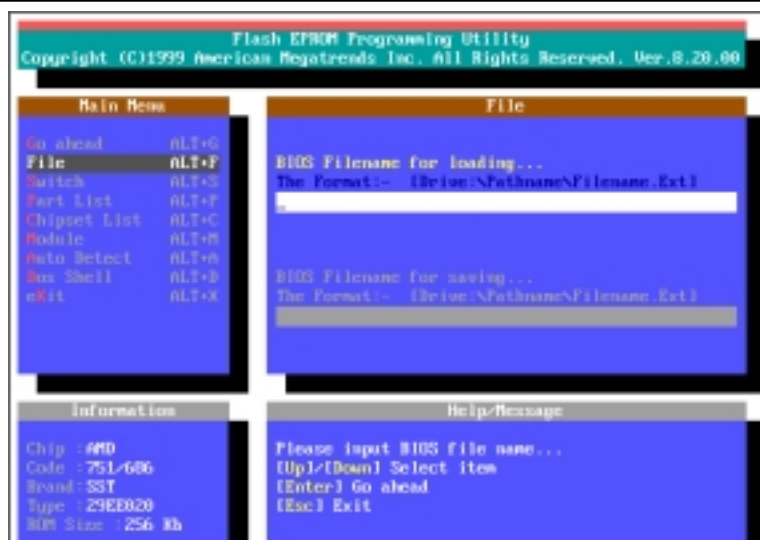 Flash EPROM Programming Utility
Copyright (C)1999 American Megatrends Inc. All Rights Reserved. Ver.8.20.00
Main Menu
Go ahead ALT+G
File ALT+F
Switch ALT+S
Part List ALT+P
Chipset List ALT+C
Module ALT+M
Auto Detect ALT+A
Dos Shell ALT+D
eXit ALT+X
File
BIOS Filename for loading...
The Format:- [Drive:\Pathname\Filename.Ext]
_
BIOS Filename for saving...
The Format:- [Drive:\Pathname\Filename.Ext]
Information
Chip :AMD
Code :751/686
Brand:SST
Type :29EE020
ROM Size :256 Kb
Help/Message
Please input BIOS file name...
[Up]/[Down] Select item
[Enter] Go ahead
[Esc] Exit